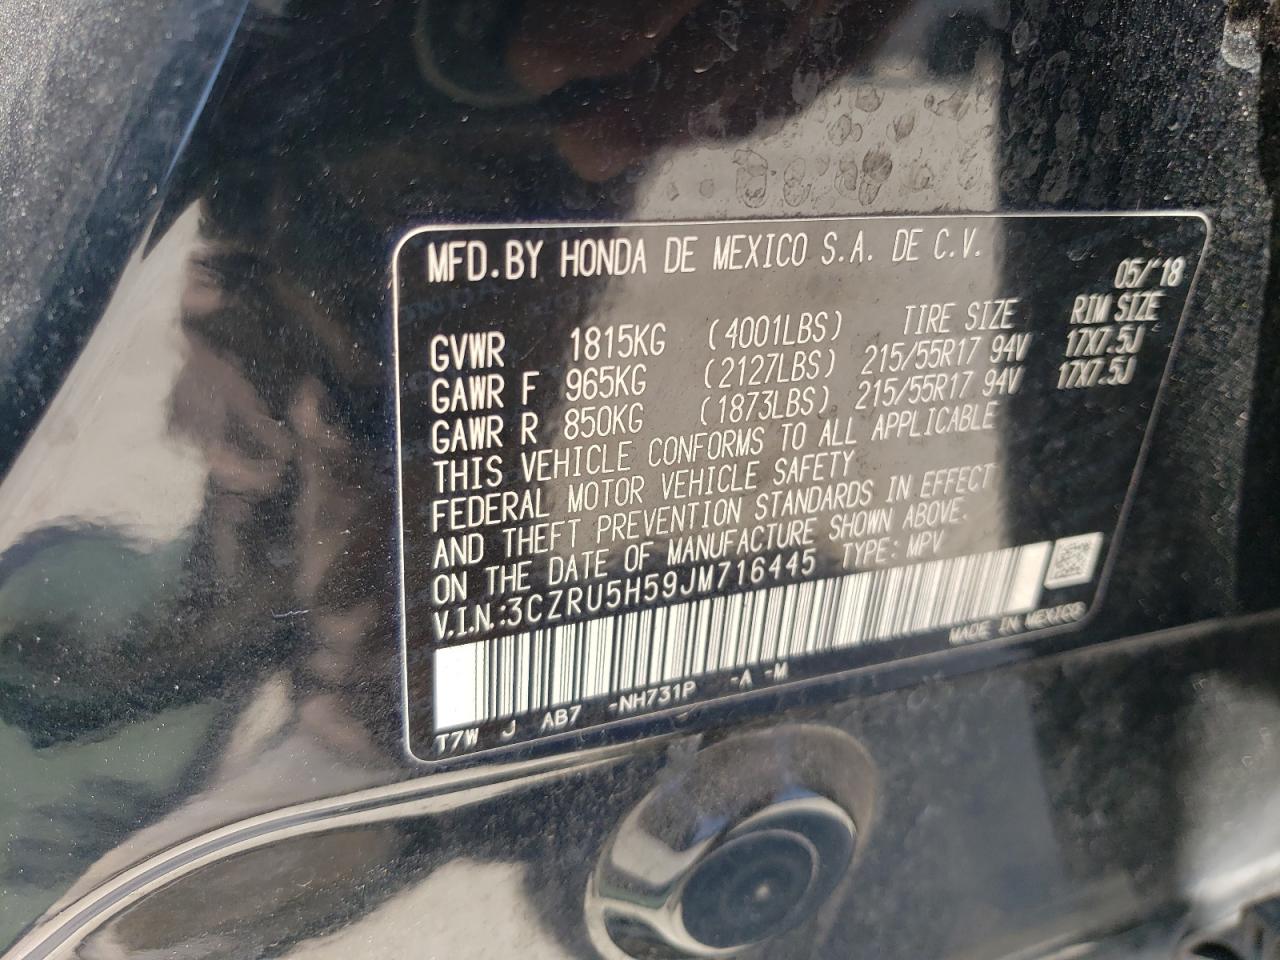 MFD.BY HONDA DE MEXICO S.A. DE C.V.
05/'18
TIRE SIZE RIM SIZE
GVWR 1815KG (4001LBS)
GAWR F 965KG (2127LBS) 215/55R17 94V 17X7.5J
GAWR R 850KG (1873LBS) 215/55R17 94V 17X7.5J
THIS VEHICLE CONFORMS TO ALL APPLICABLE
FEDERAL MOTOR VEHICLE SAFETY
AND THEFT PREVENTION STANDARDS IN EFFECT
ON THE DATE OF MANUFACTURE SHOWN ABOVE.
V.I.N.:3CZRU5H59JM716445 TYPE: MPV
MADE IN MEXICO
T7W J AB7 -NH731P -A -M